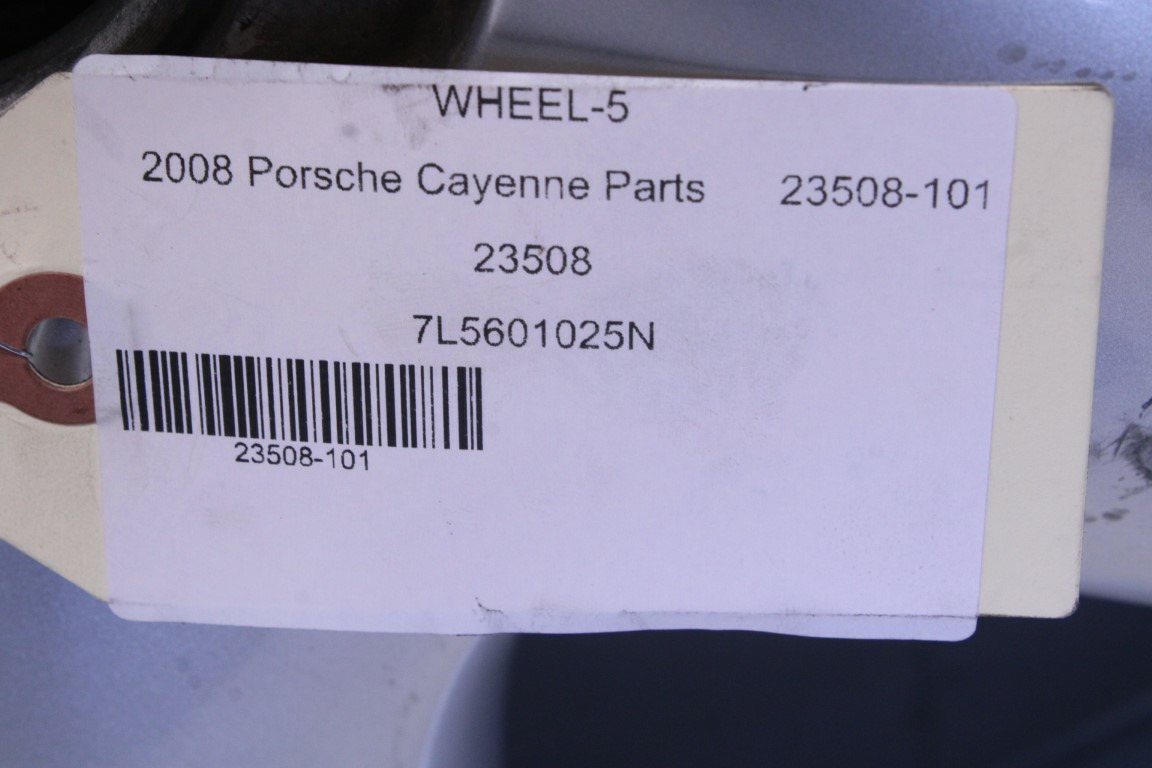 WHEEL-5
2008 Porsche Cayenne Parts 23508-101
23508
7L5601025N
23508-101